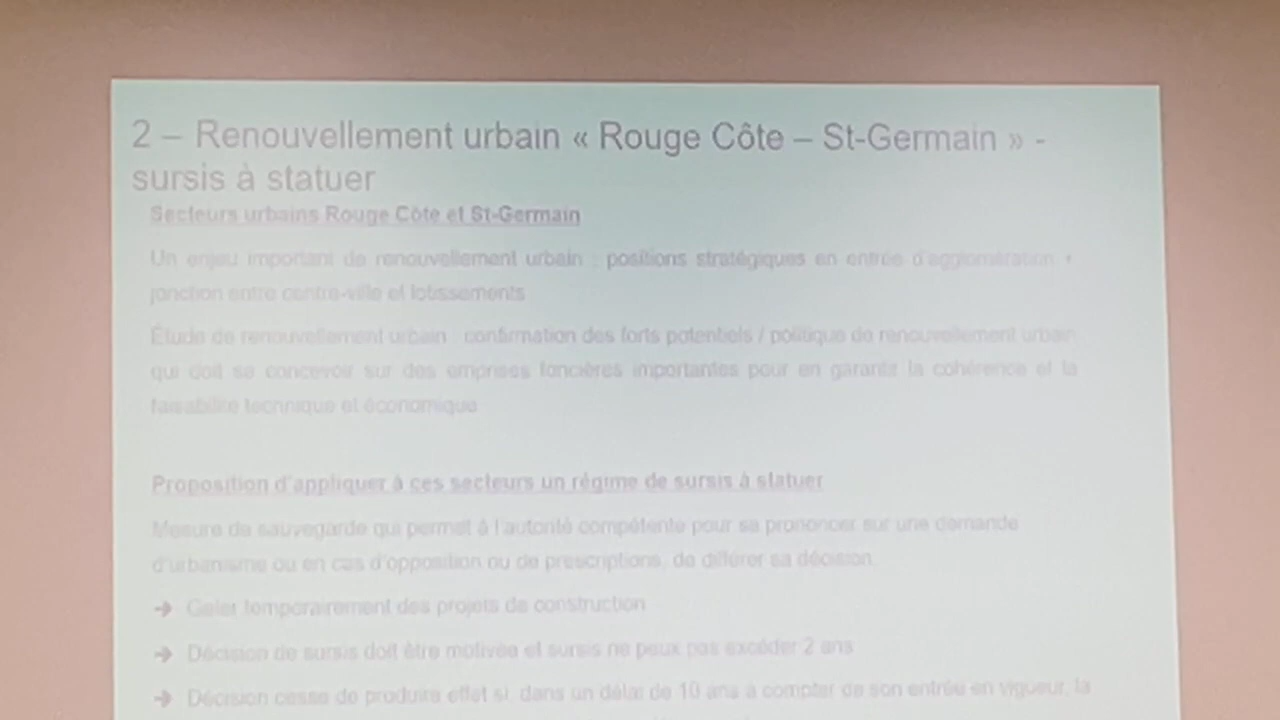 2 – Renouvellement urbain « Rouge Côte – St-Germain » -
sursis à statuer
Secteurs urbains Rouge Côte et St-Germain
Un enjeu important de renouvellement urbain : positions stratégiques en entrée d'agglomération +
jonction entre centre-ville et lotissements
Étude de renouvellement urbain : confirmation des forts potentiels / politique de renouvellement urbain
qui doit se concevoir sur des emprises foncières importantes pour en garantir la cohérence et la
faisabilité technique et économique
Proposition d'appliquer à ces secteurs un régime de sursis à statuer
Mesure de sauvegarde qui permet à l'autorité compétente pour se prononcer sur une demande
d'urbanisme ou en cas d'opposition ou de prescriptions, de différer sa décision.
➔ Geler temporairement des projets de construction
➔ Décision de sursis doit être motivée et sursis ne peux pas excéder 2 ans
➔ Décision cesse de produire effet si, dans un délai de 10 ans à compter de son entrée en vigueur, la